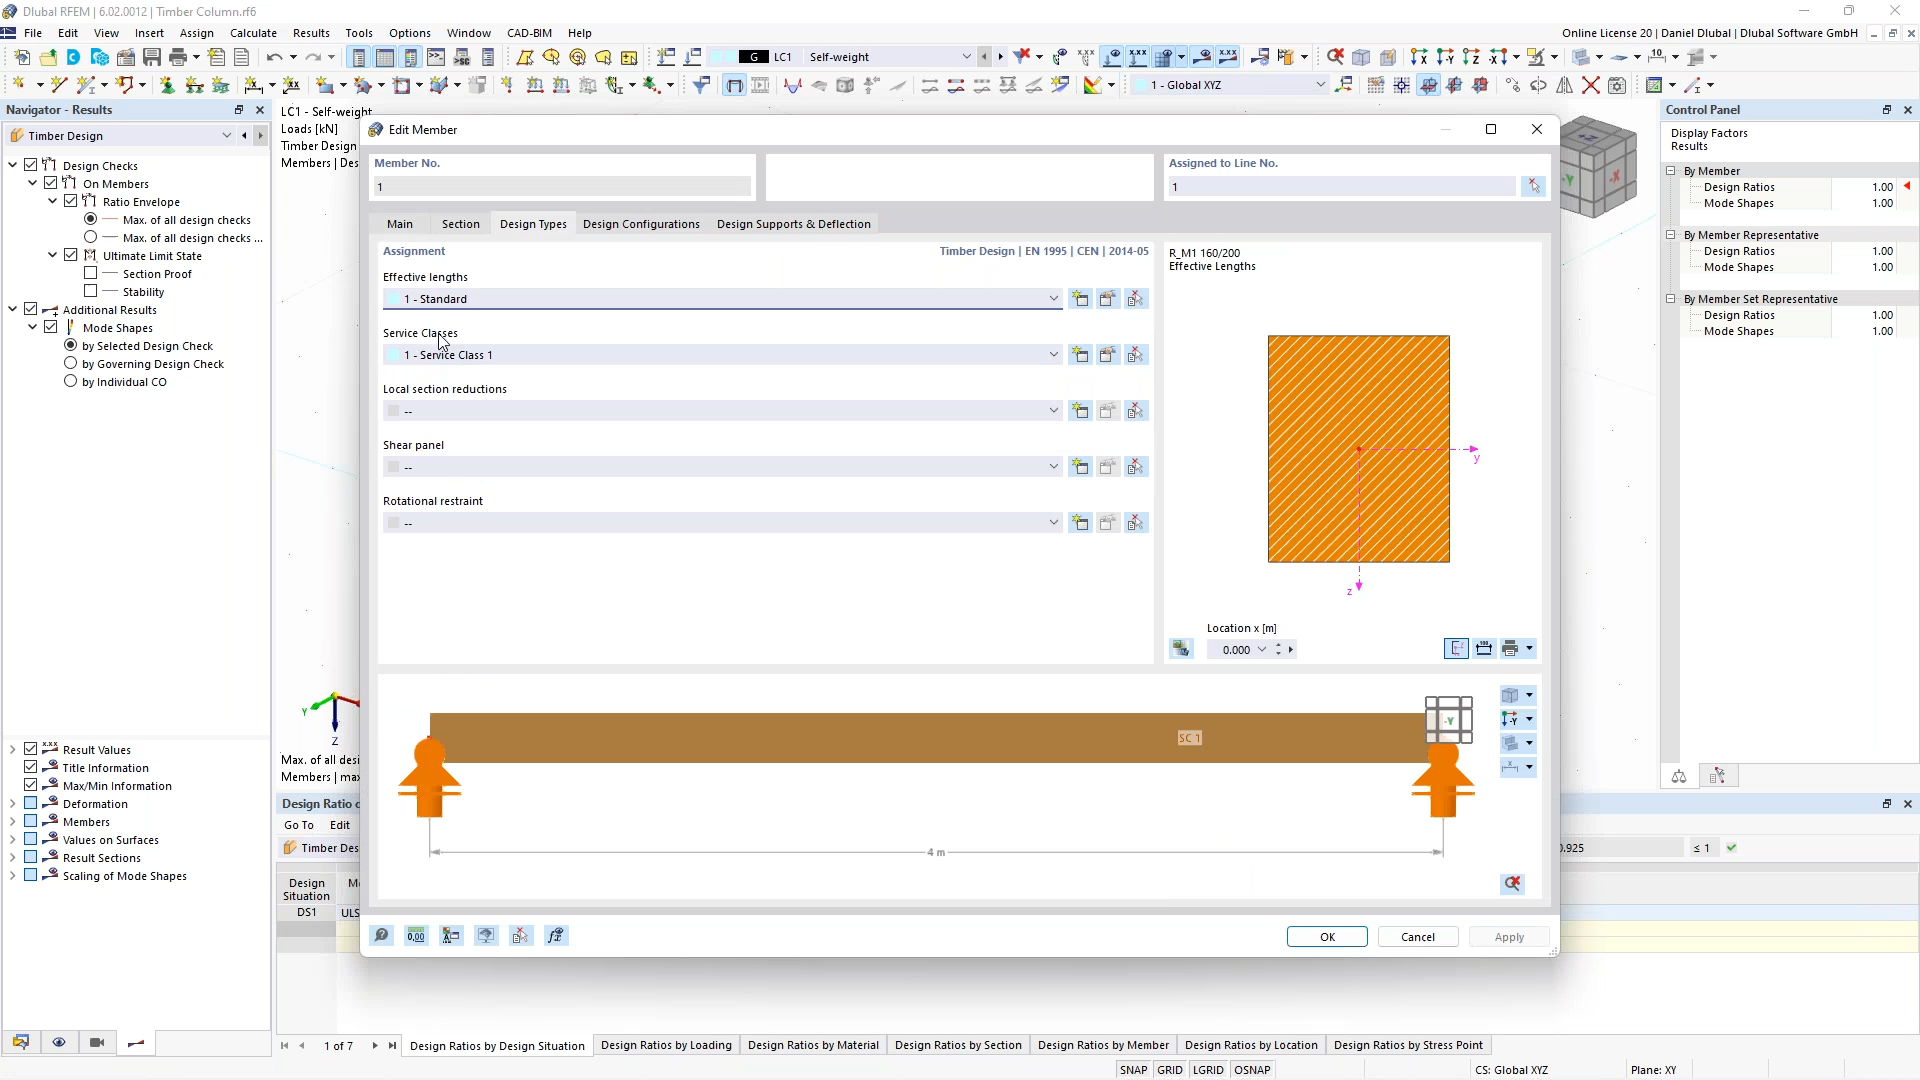 Dlubal RFEM | 6.02.0012 | Timber Column.rf6
File Edit View Insert Assign Calculate Results Tools Options Window CAD-BIM Help
Online License 20 | Daniel Dlubal | Dlubal Software GmbH
G LC1 Self-weight
1 - Global XYZ
Navigator - Results
Timber Design
Design Checks
On Members
Ratio Envelope
Max. of all design checks
Max. of all design checks ...
Ultimate Limit State
Section Proof
Stability
Additional Results
Mode Shapes
by Selected Design Check
by Governing Design Check
by Individual CO
Result Values
Title Information
Max/Min Information
Deformation
Members
Values on Surfaces
Result Sections
Scaling of Mode Shapes
LC1 - Self-weight
Loads [kN]
Timber Design
Members | Des
Y
Z
Max. of all desi
Members | max
Edit Member
Member No.
1
Assigned to Line No.
1
Main Section Design Types Design Configurations Design Supports & Deflection
Assignment
Timber Design | EN 1995 | CEN | 2014-05
Effective lengths
1 - Standard
Service Classes
1 - Service Class 1
Local section reductions
--
Shear panel
--
Rotational restraint
--
R_M1 160/200
Effective Lengths
y
z
Location x [m]
0.000
SC 1
-Y
4 m
OK Cancel Apply
Control Panel
Display Factors
Results
By Member
Design Ratios 1.00
Mode Shapes 1.00
By Member Representative
Design Ratios 1.00
Mode Shapes 1.00
By Member Set Representative
Design Ratios 1.00
Mode Shapes 1.00
+Z
-Y
-X
Design Ratio o
Go To Edit
Timber Des
0.925 ≤ 1
Design
Situation
DS1 ULS
1 of 7
Design Ratios by Design Situation Design Ratios by Loading Design Ratios by Material Design Ratios by Section Design Ratios by Member Design Ratios by Location Design Ratios by Stress Point
SNAP GRID LGRID OSNAP CS: Global XYZ Plane: XY